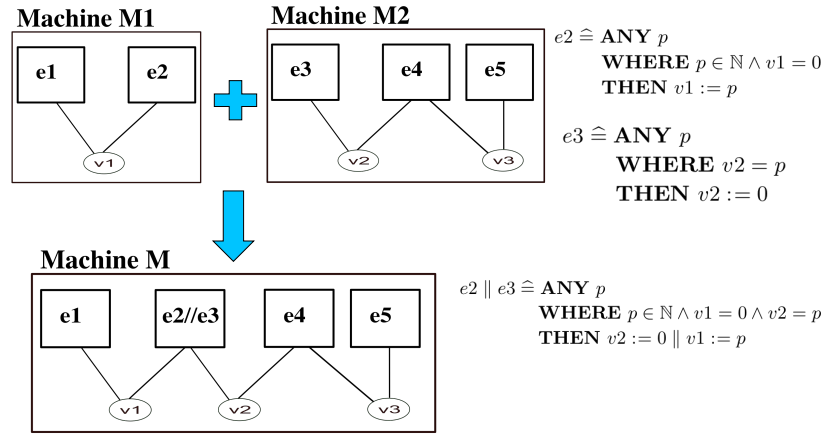 Machine M1
Machine M2
e1
e2
e3
e4
e5
v1
v2
v3
e2 ≙ ANY p
WHERE p ∈ ℕ ∧ v1 = 0
THEN v1 := p
e3 ≙ ANY p
WHERE v2 = p
THEN v2 := 0
Machine M
e1
e2//e3
e4
e5
v1
v2
v3
e2 ∥ e3 ≙ ANY p
WHERE p ∈ ℕ ∧ v1 = 0 ∧ v2 = p
THEN v2 := 0 ∥ v1 := p